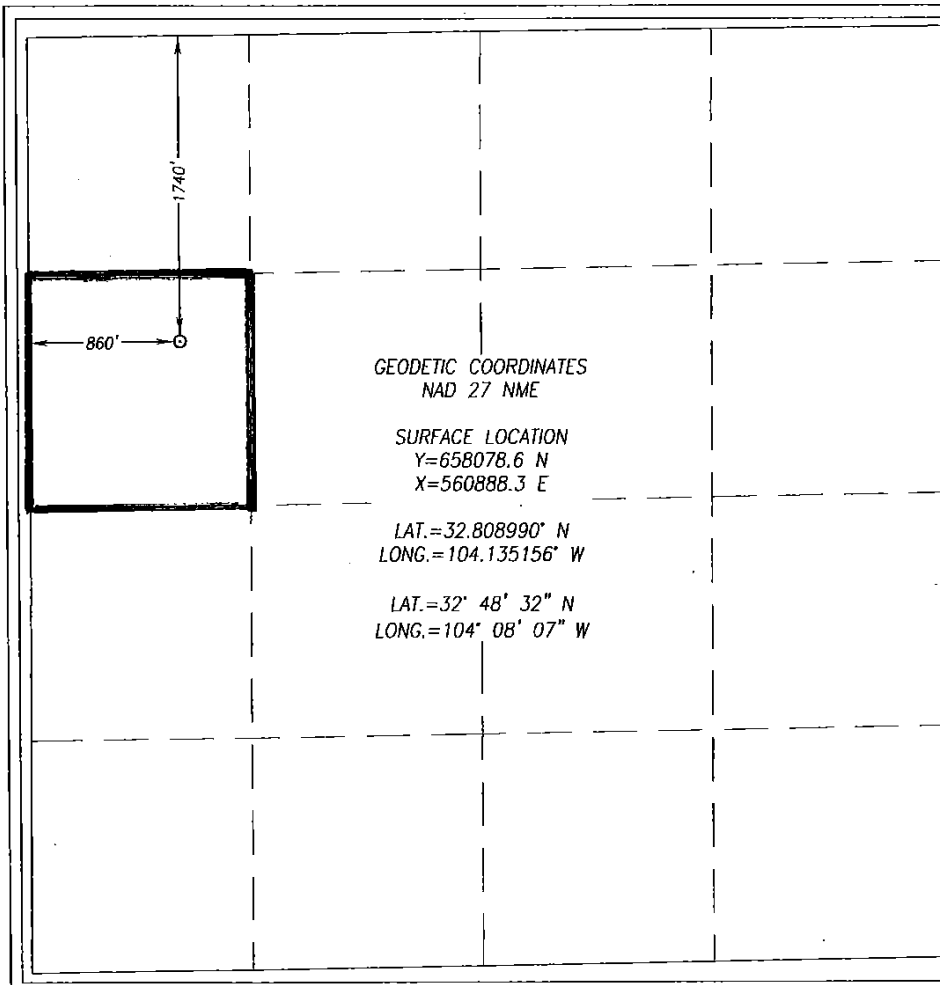 1740'
860'
GEODETIC COORDINATES
NAD 27 NME
SURFACE LOCATION
Y=658078.6 N
X=560888.3 E
LAT.=32.808990° N
LONG.=104.135156° W
LAT.=32° 48' 32" N
LONG.=104° 08' 07" W